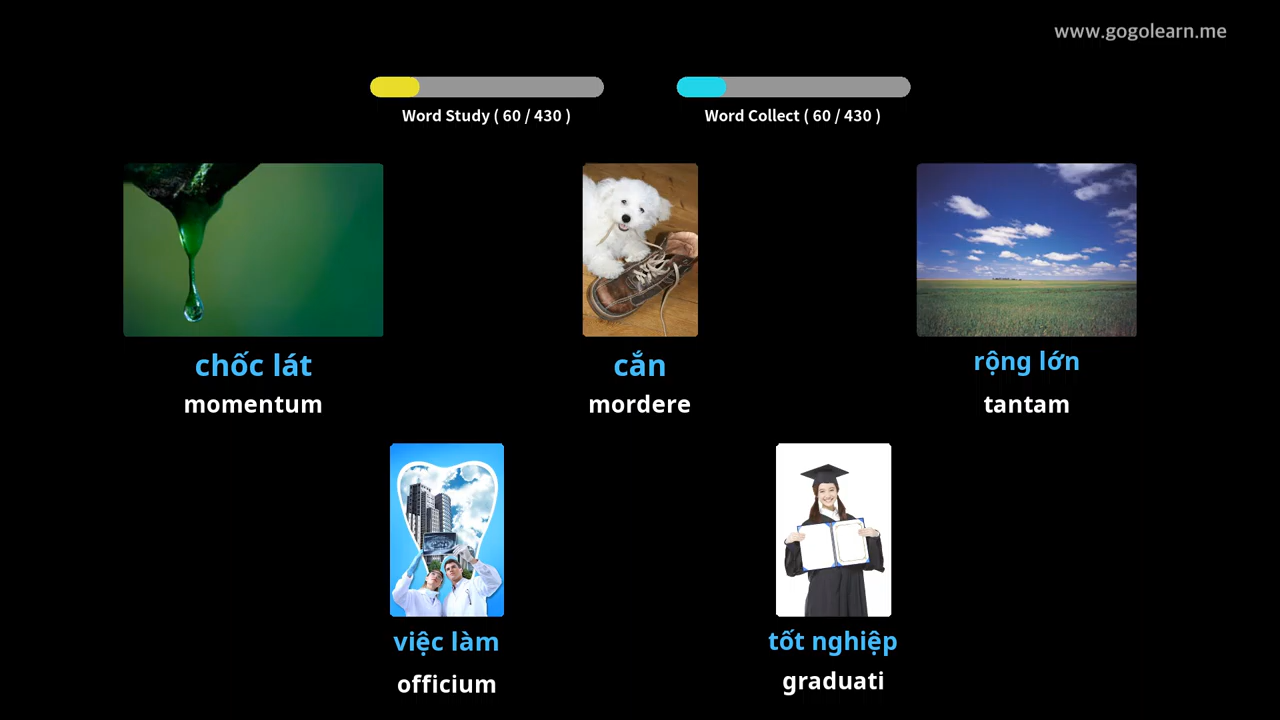 www.gogolearn.me
Word Study ( 60 / 430 )
Word Collect ( 60 / 430 )
chốc lát
momentum
cắn
mordere
rộng lớn
tantam
việc làm
officium
tốt nghiệp
graduati